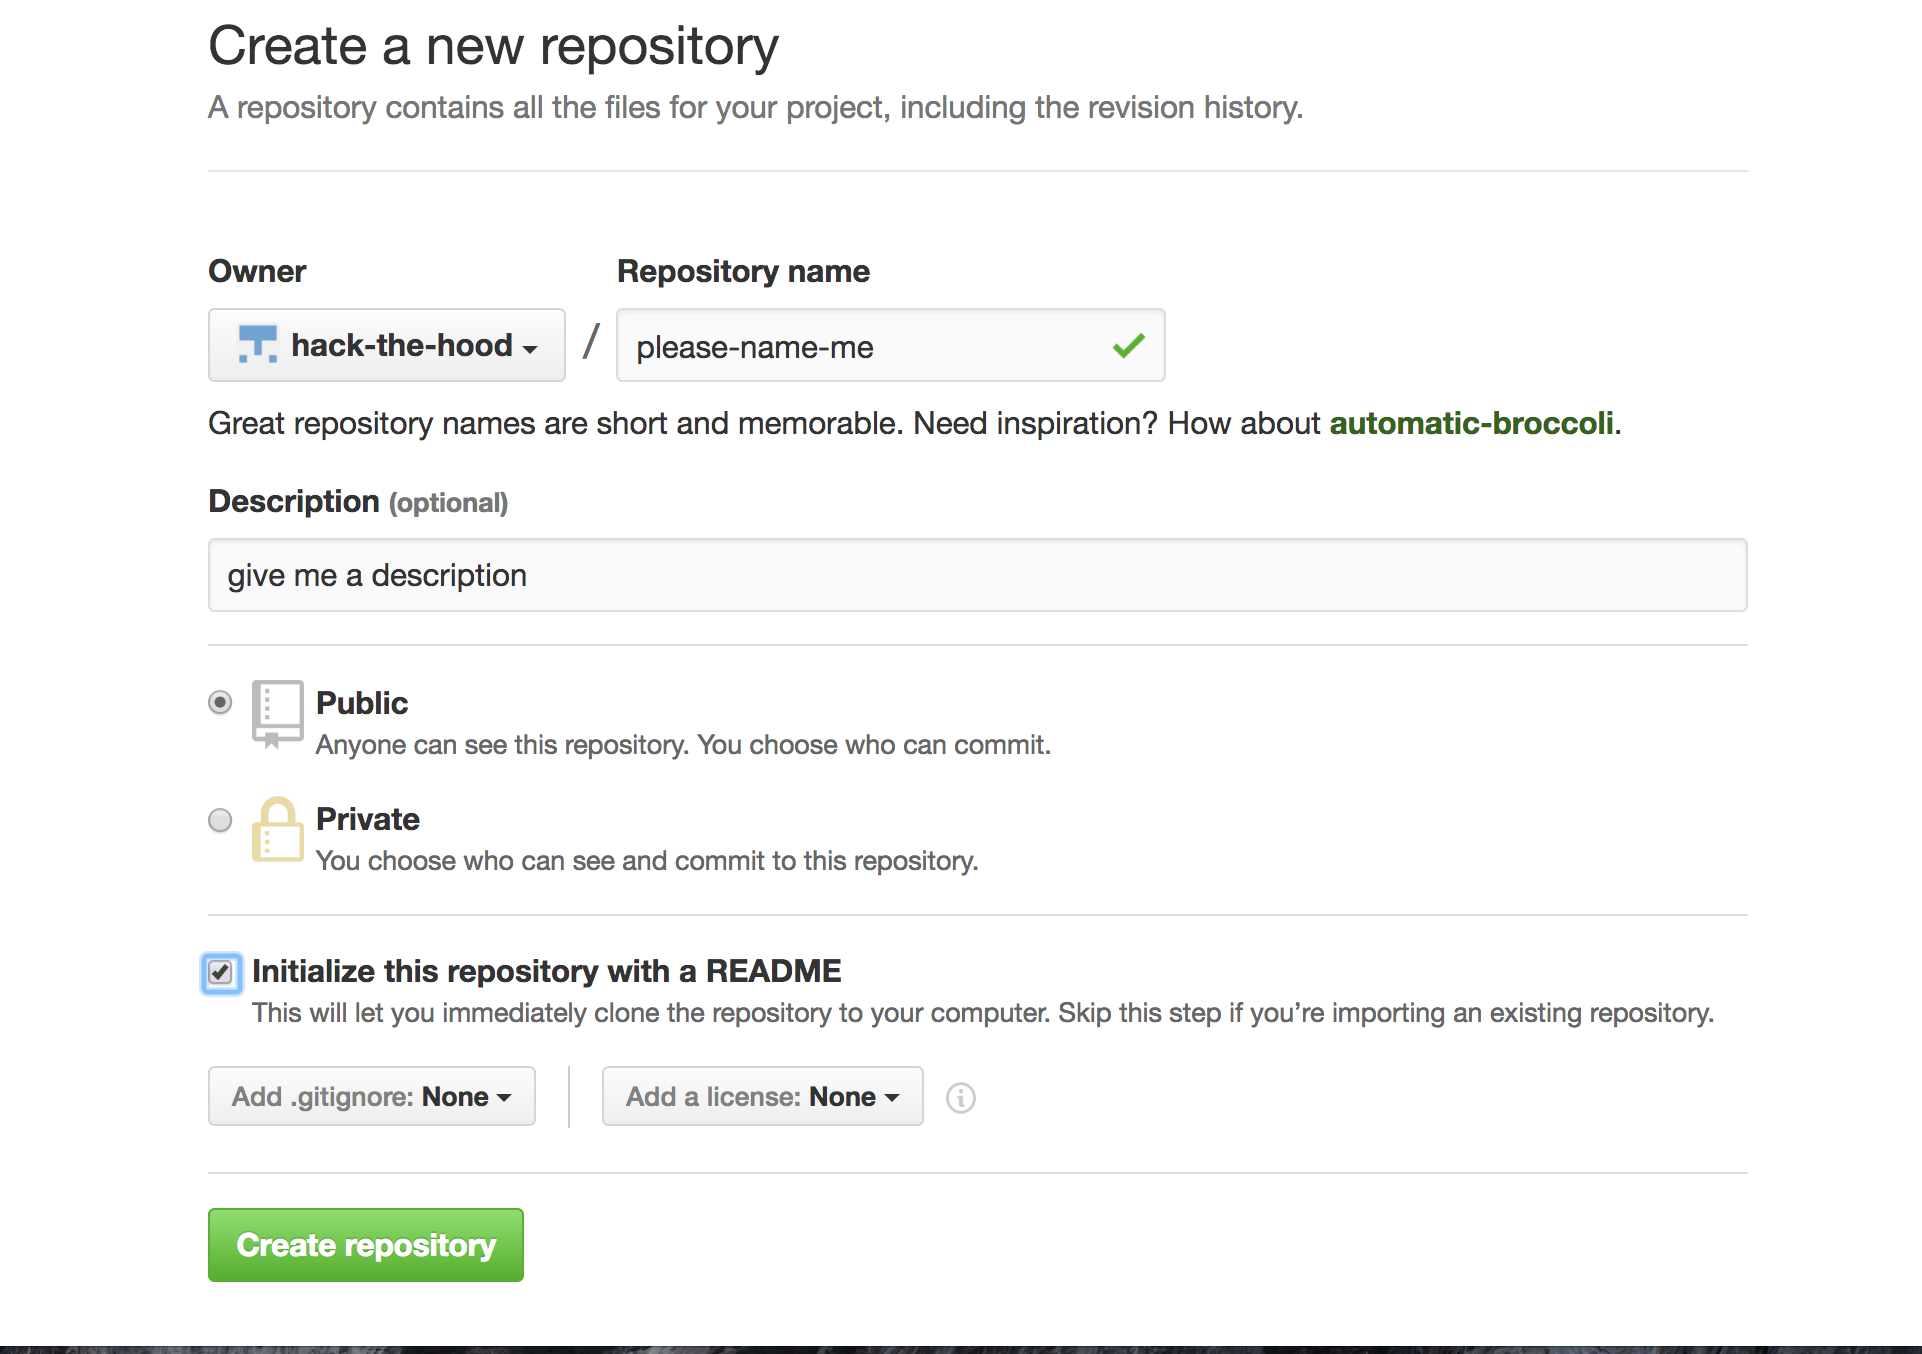 Create a new repository
A repository contains all the files for your project, including the revision history.
Owner
Repository name
hack-the-hood / please-name-me
Great repository names are short and memorable. Need inspiration? How about automatic-broccoli.
Description (optional)
give me a description
Public
Anyone can see this repository. You choose who can commit.
Private
You choose who can see and commit to this repository.
Initialize this repository with a README
This will let you immediately clone the repository to your computer. Skip this step if you’re importing an existing repository.
Add .gitignore: None
Add a license: None
Create repository